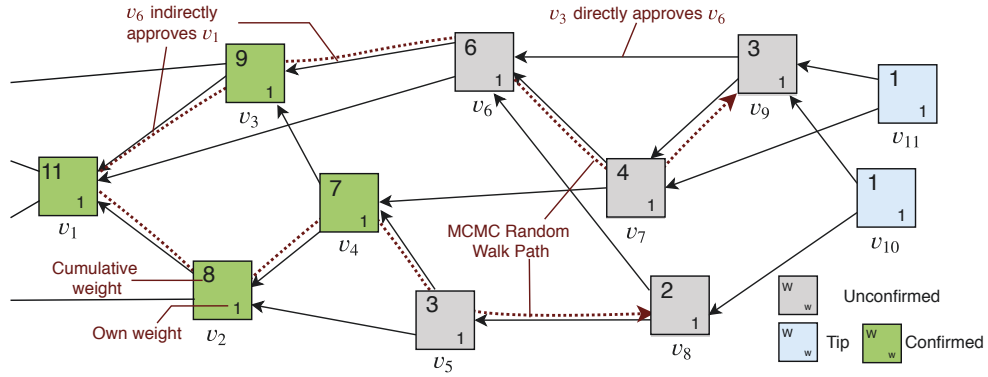 v6 indirectly
approves v1
v3 directly approves v6
9
1
v3
6
1
v6
3
1
v9
1
1
v11
11
1
v1
7
1
v4
4
1
v7
1
1
v10
MCMC Random
Walk Path
Cumulative
weight
8
1
v2
Own weight
3
1
v5
2
1
v8
W
w
Unconfirmed
W
w
Tip
W
w
Confirmed